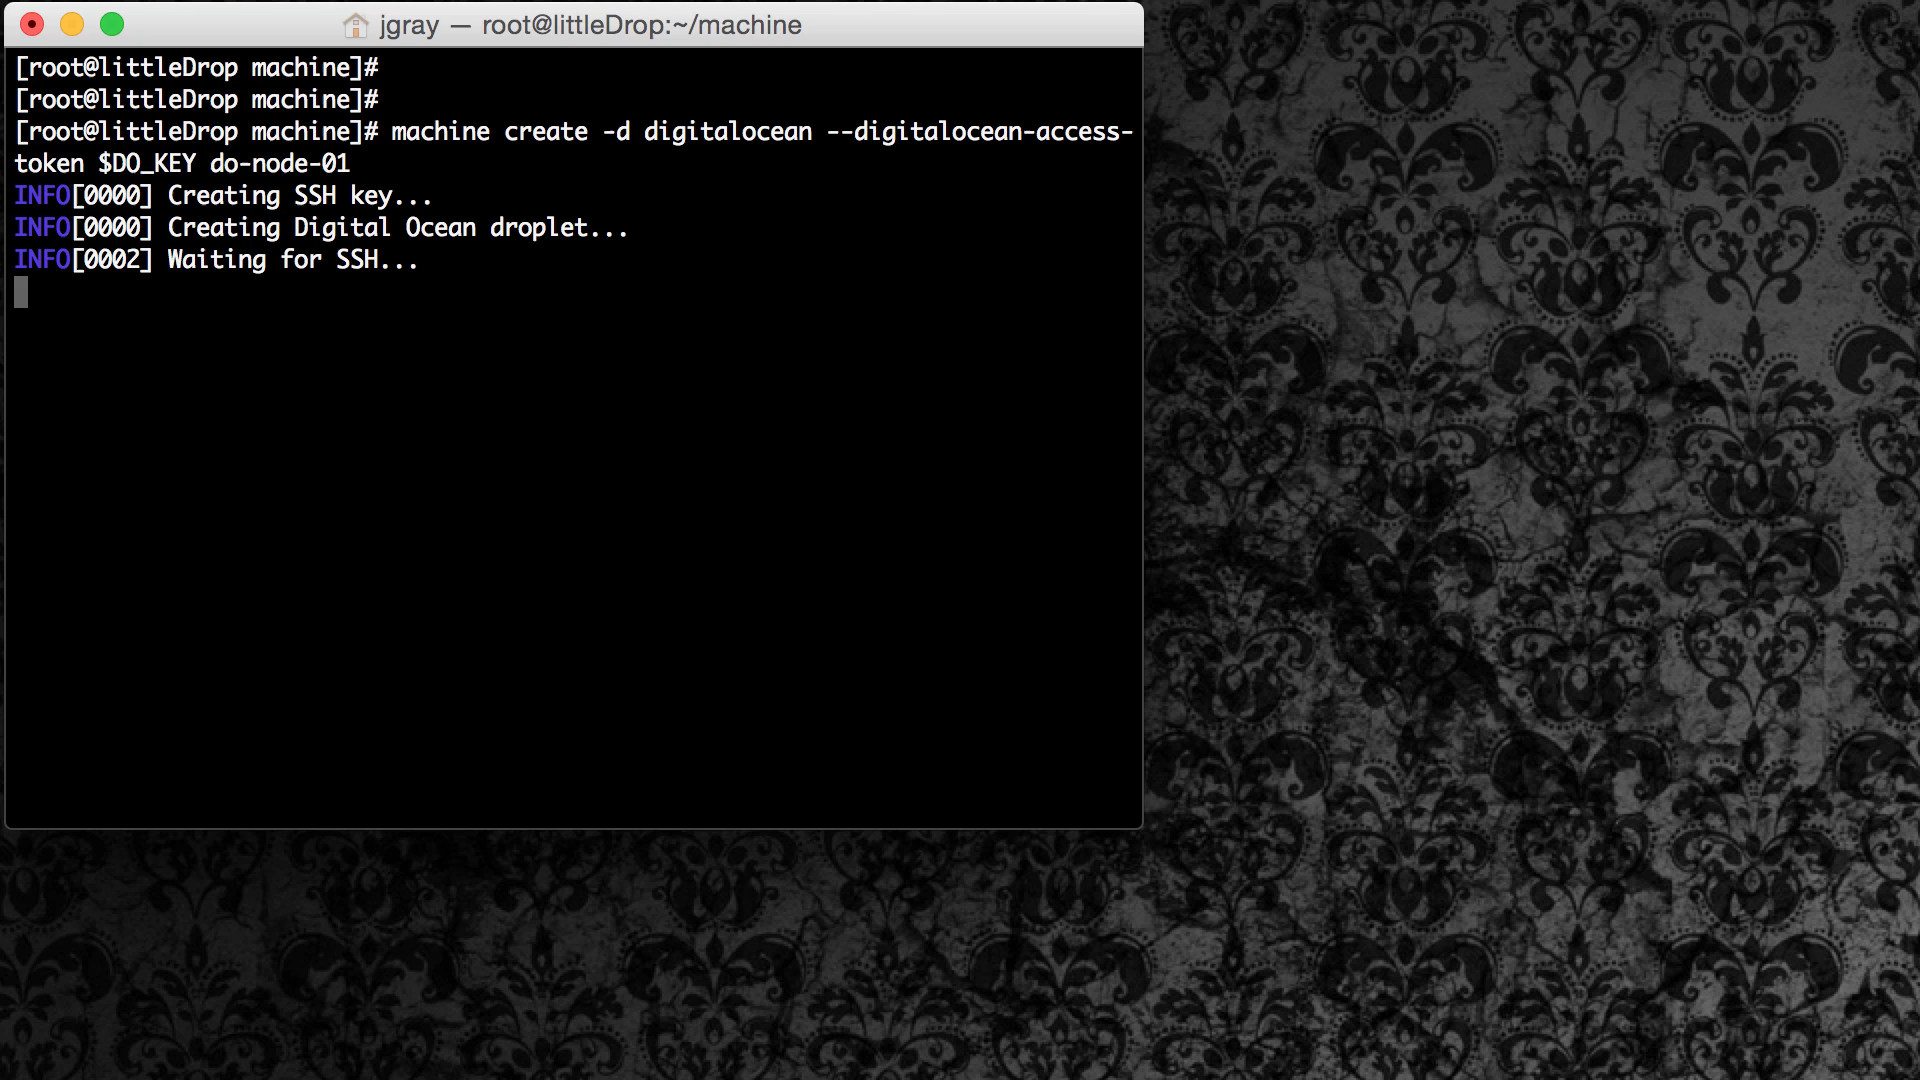 jgray — root@littleDrop:~/machine
[root@littleDrop machine]#
[root@littleDrop machine]#
[root@littleDrop machine]# machine create -d digitalocean --digitalocean-access-
token $DO_KEY do-node-01
INFO[0000] Creating SSH key...
INFO[0000] Creating Digital Ocean droplet...
INFO[0002] Waiting for SSH...